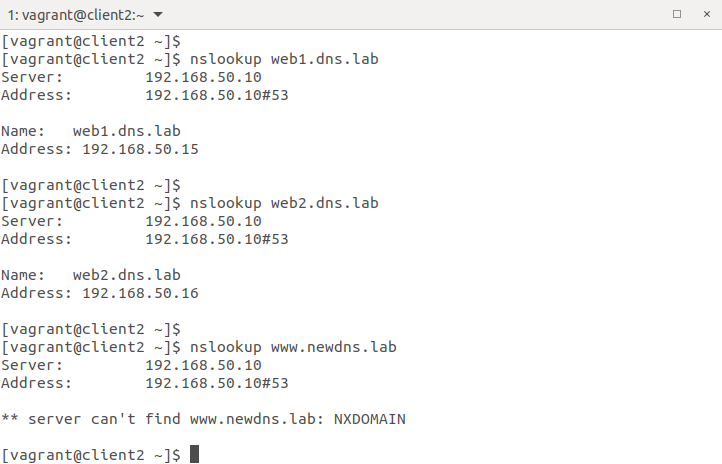 1: vagrant@client2:~
[vagrant@client2 ~]$
[vagrant@client2 ~]$ nslookup web1.dns.lab
Server:         192.168.50.10
Address:        192.168.50.10#53
Name:   web1.dns.lab
Address: 192.168.50.15
[vagrant@client2 ~]$
[vagrant@client2 ~]$ nslookup web2.dns.lab
Server:         192.168.50.10
Address:        192.168.50.10#53
Name:   web2.dns.lab
Address: 192.168.50.16
[vagrant@client2 ~]$
[vagrant@client2 ~]$ nslookup www.newdns.lab
Server:         192.168.50.10
Address:        192.168.50.10#53
** server can't find www.newdns.lab: NXDOMAIN
[vagrant@client2 ~]$